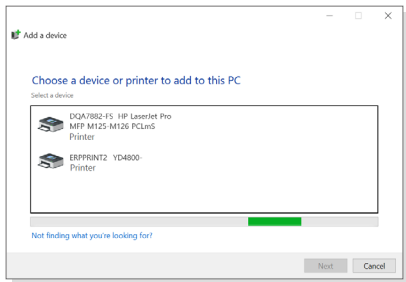 Add a device
Choose a device or printer to add to this PC
Select a device
DQA7882-FS HP LaserJet Pro
MFP M125-M126 PCLmS
Printer
ERPPRINT2 YD4800-
Printer
Not finding what you're looking for?
Next
Cancel